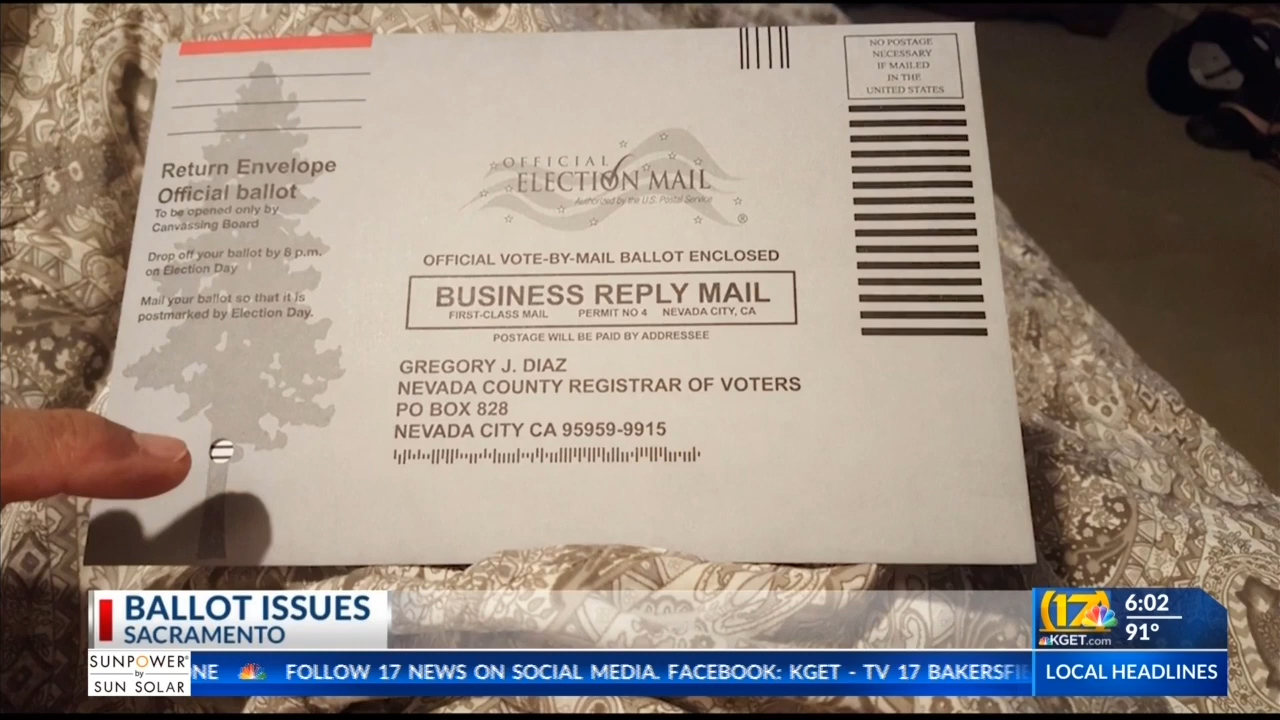 NO POSTAGE
NECESSARY
IF MAILED
IN THE
UNITED STATES
Return Envelope
Official ballot
To be opened only by
Canvassing Board
Drop off your ballot by 8 p.m.
on Election Day
Mail your ballot so that it is
postmarked by Election Day.
OFFICIAL
ELECTION MAIL
Authorized by the U.S. Postal Service
®
OFFICIAL VOTE-BY-MAIL BALLOT ENCLOSED
BUSINESS REPLY MAIL
FIRST-CLASS MAIL PERMIT NO 4 NEVADA CITY, CA
POSTAGE WILL BE PAID BY ADDRESSEE
GREGORY J. DIAZ
NEVADA COUNTY REGISTRAR OF VOTERS
PO BOX 828
NEVADA CITY CA 95959-9915
BALLOT ISSUES
SACRAMENTO
17
KGET.com
6:02
91°
SUNPOWER®
by
SUN SOLAR
NE FOLLOW 17 NEWS ON SOCIAL MEDIA. FACEBOOK: KGET - TV 17 BAKERSFI
LOCAL HEADLINES